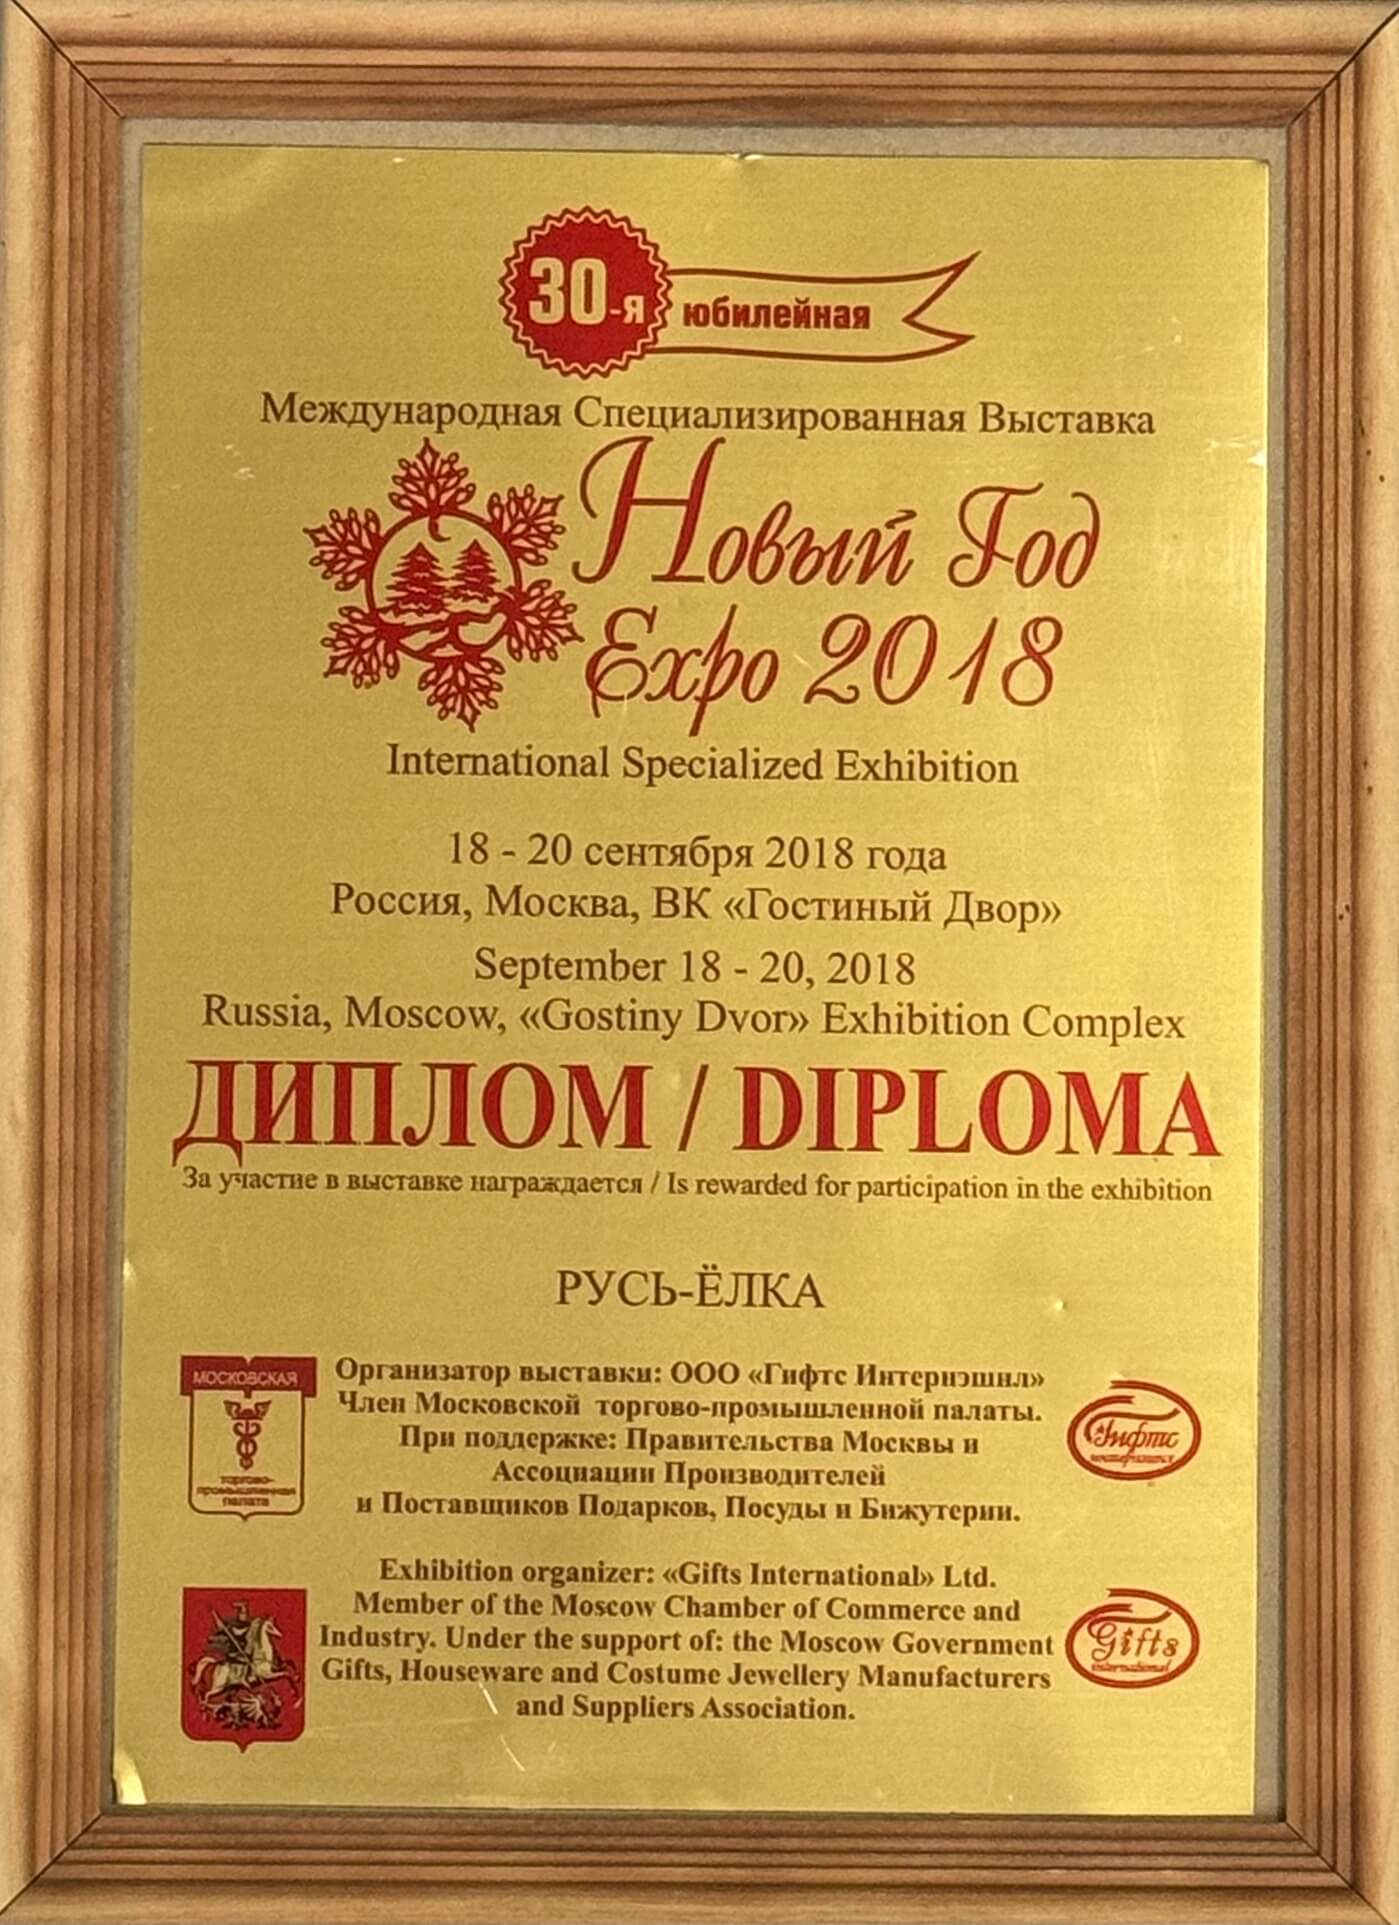 30-я юбилейная
Международная Специализированная Выставка
Новый Год
Expo 2018
International Specialized Exhibition
18 - 20 сентября 2018 года
Россия, Москва, ВК «Гостиный Двор»
September 18 - 20, 2018
Russia, Moscow, «Gostiny Dvor» Exhibition Complex
ДИПЛОМ / DIPLOMA
За участие в выставке награждается / Is rewarded for participation in the exhibition
РУСЬ-ЁЛКА
МОСКОВСКАЯ
торгово-
промышленная
палата
Организатор выставки: ООО «Гифтс Интернэшнл»
Член Московской торгово-промышленной палаты.
При поддержке: Правительства Москвы и
Ассоциации Производителей
и Поставщиков Подарков, Посуды и Бижутерии.
Гифтс
Exhibition organizer: «Gifts International» Ltd.
Member of the Moscow Chamber of Commerce and
Industry. Under the support of: the Moscow Government
Gifts, Houseware and Costume Jewellery Manufacturers
and Suppliers Association.
Gifts
international